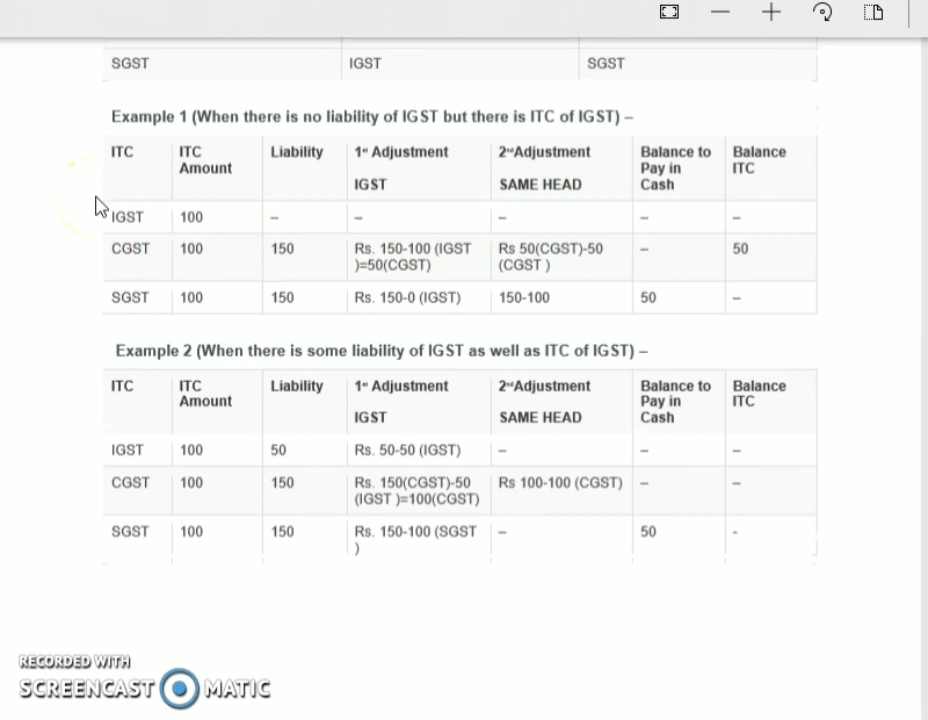 SGST IGST SGST
Example 1 (When there is no liability of IGST but there is ITC of IGST) –
ITC ITC Amount Liability 1st Adjustment IGST 2nd Adjustment SAME HEAD Balance to Pay in Cash Balance ITC
IGST 100 – – – – –
CGST 100 150 Rs. 150-100 (IGST )=50(CGST) Rs 50(CGST)-50 (CGST ) – 50
SGST 100 150 Rs. 150-0 (IGST) 150-100 50 –
Example 2 (When there is some liability of IGST as well as ITC of IGST) –
ITC ITC Amount Liability 1st Adjustment IGST 2nd Adjustment SAME HEAD Balance to Pay in Cash Balance ITC
IGST 100 50 Rs. 50-50 (IGST) – – –
CGST 100 150 Rs. 150(CGST)-50 (IGST )=100(CGST) Rs 100-100 (CGST) – –
SGST 100 150 Rs. 150-100 (SGST ) – 50 -
RECORDED WITH
SCREENCAST MATIC